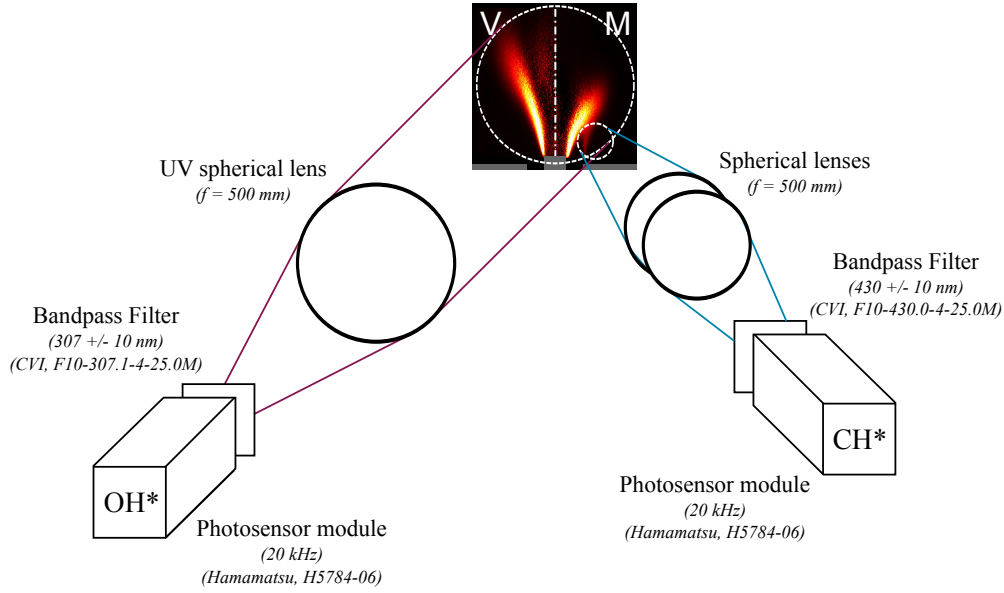 V M
UV spherical lens
(f = 500 mm)
Spherical lenses
(f = 500 mm)
Bandpass Filter
(430 +/- 10 nm)
(CVI, F10-430.0-4-25.0M)
Bandpass Filter
(307 +/- 10 nm)
(CVI, F10-307.1-4-25.0M)
CH*
OH*
Photosensor module
(20 kHz)
(Hamamatsu, H5784-06)
Photosensor module
(20 kHz)
(Hamamatsu, H5784-06)